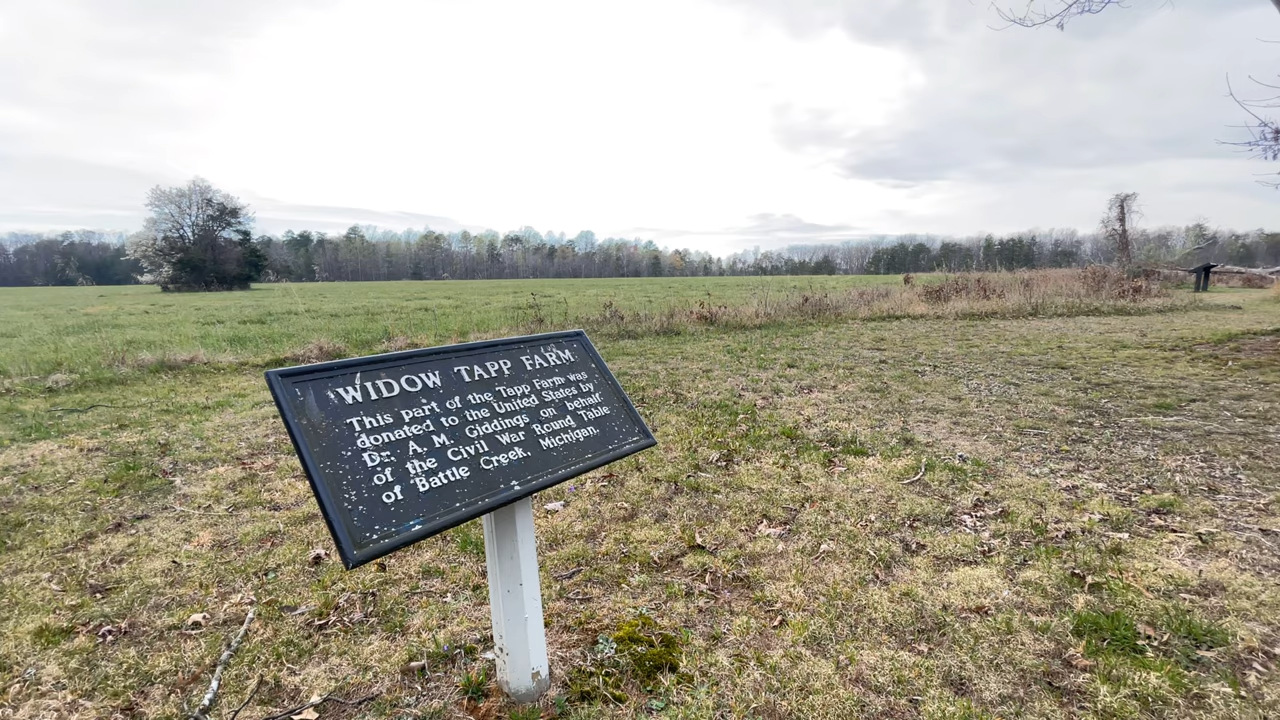 WIDOW TAPP FARM
This part of the Tapp Farm was
donated to the United States by
Dr. A. M. Giddings on behalf
of the Civil War Round Table
of Battle Creek, Michigan.